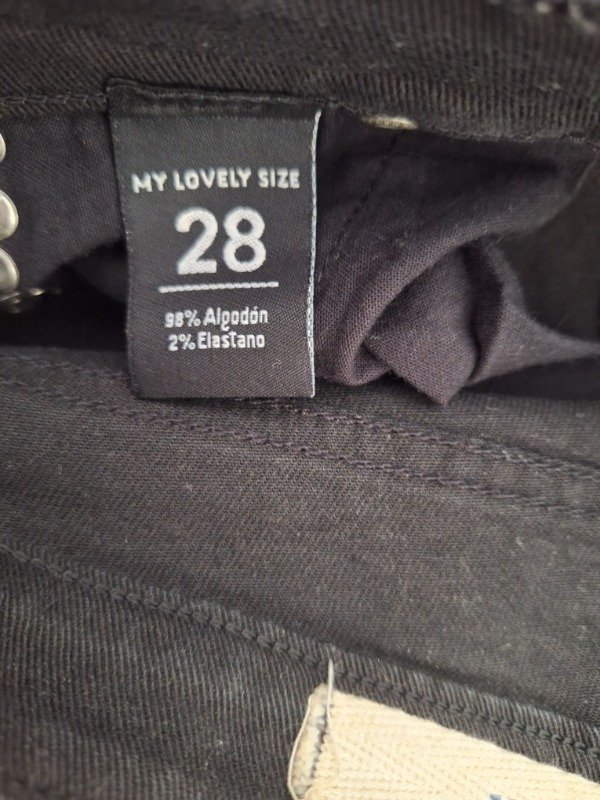 MY LOVELY SIZE
28
98% Algodón
2% Elastano